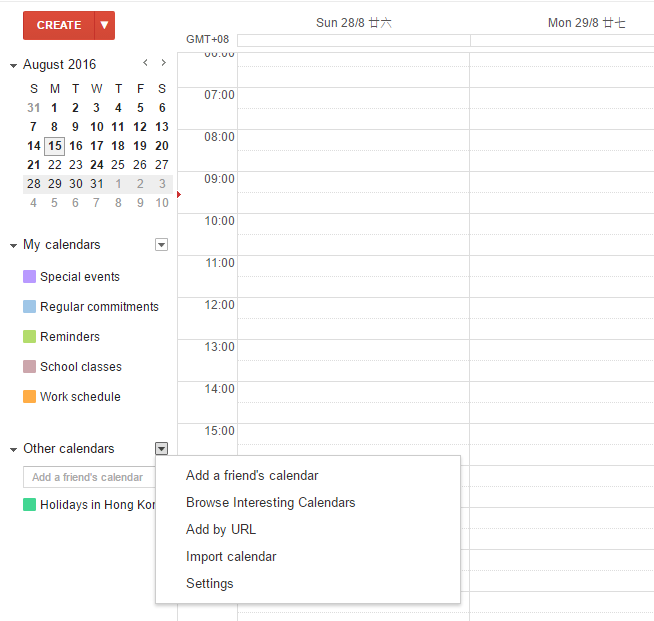 CREATE
August 2016
S M T W T F S
31 1 2 3 4 5 6
7 8 9 10 11 12 13
14 15 16 17 18 19 20
21 22 23 24 25 26 27
28 29 30 31 1 2 3
4 5 6 7 8 9 10
My calendars
Special events
Regular commitments
Reminders
School classes
Work schedule
Other calendars
Add a friend's calendar
Holidays in Hong Kon
Add a friend's calendar
Browse Interesting Calendars
Add by URL
Import calendar
Settings
GMT+08
Sun 28/8 廿六
Mon 29/8 廿七
06:00
07:00
08:00
09:00
10:00
11:00
12:00
13:00
14:00
15:00